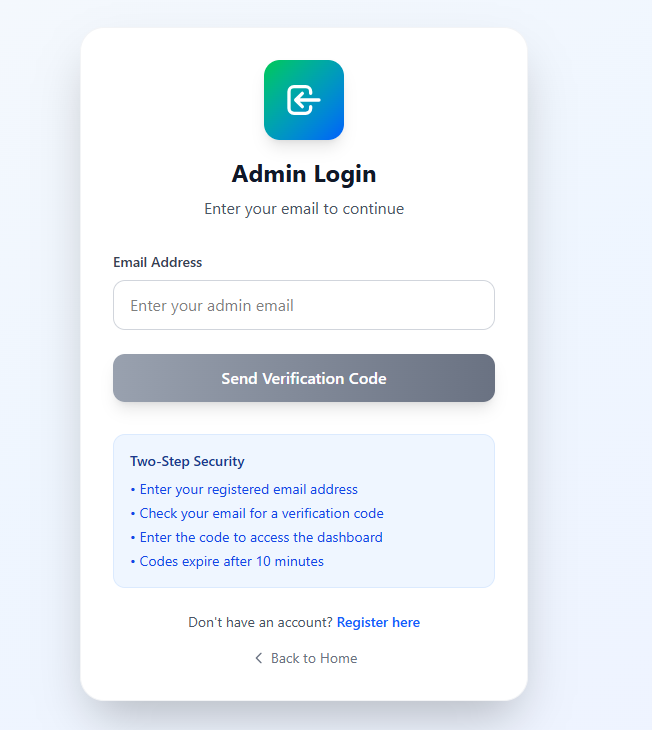 Admin Login
Enter your email to continue
Email Address
Enter your admin email
Send Verification Code
Two-Step Security
• Enter your registered email address
• Check your email for a verification code
• Enter the code to access the dashboard
• Codes expire after 10 minutes
Don't have an account? Register here
Back to Home